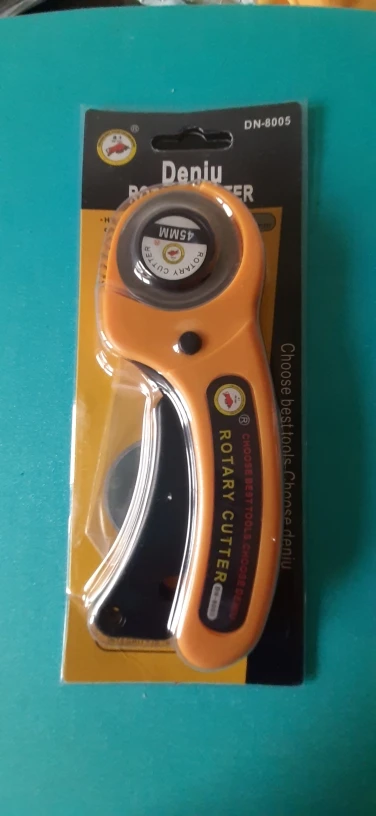 DN-8005
®
Deniu
45MM
ROTARY CUTTER
Choose best tools Choose deniu
®
CHOOSE BEST TOOLS, CHOOSE DENIU
ROTARY CUTTER